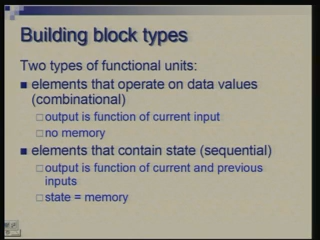 Building block types
Two types of functional units:
elements that operate on data values
(combinational)
output is function of current input
no memory
elements that contain state (sequential)
output is function of current and previous
inputs
state = memory